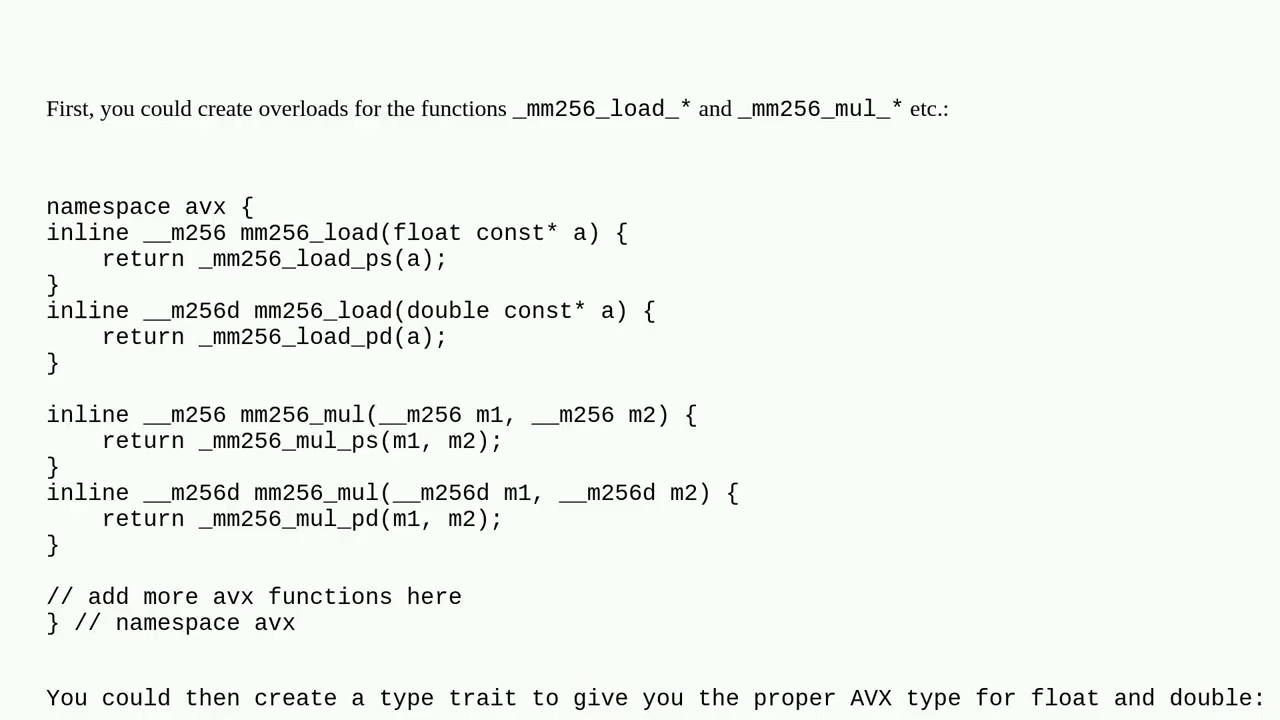 First, you could create overloads for the functions _mm256_load_* and _mm256_mul_* etc.:
namespace avx {
inline __m256 mm256_load(float const* a) {
    return _mm256_load_ps(a);
}
inline __m256d mm256_load(double const* a) {
    return _mm256_load_pd(a);
}
inline __m256 mm256_mul(__m256 m1, __m256 m2) {
    return _mm256_mul_ps(m1, m2);
}
inline __m256d mm256_mul(__m256d m1, __m256d m2) {
    return _mm256_mul_pd(m1, m2);
}
// add more avx functions here
} // namespace avx
You could then create a type trait to give you the proper AVX type for float and double: